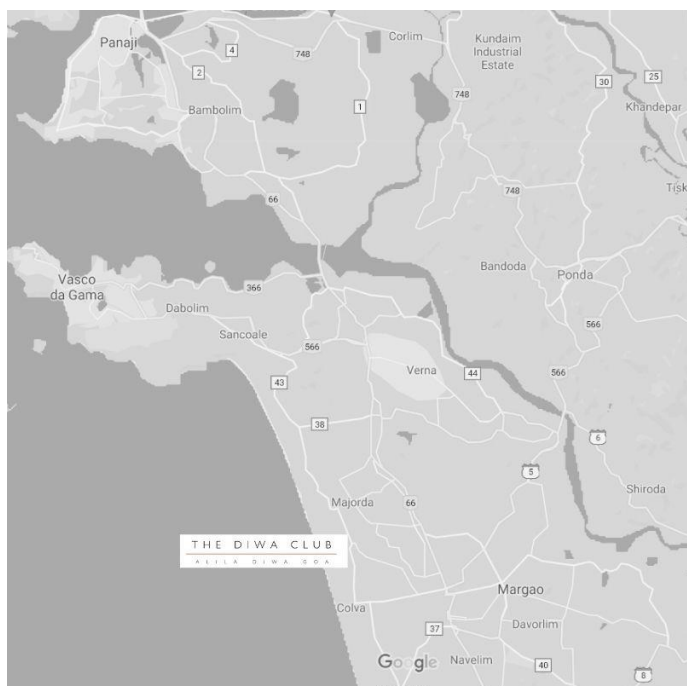 Panaji
4
748
Corlim
Kundaim
Industrial
Estate
2
Bambolim
1
748
30
25
Khandepar
66
748
Tisk
Vasco
da Gama
366
Dabolim
Sancoale
Bandoda
Ponda
566
566
Verna
44
566
43
38
6
5
Majorda
66
Shiroda
THE DIWA CLUB
ALILA DIWA GOA
Colva
Margao
37
Davorlim
Google
Navelim
40
8